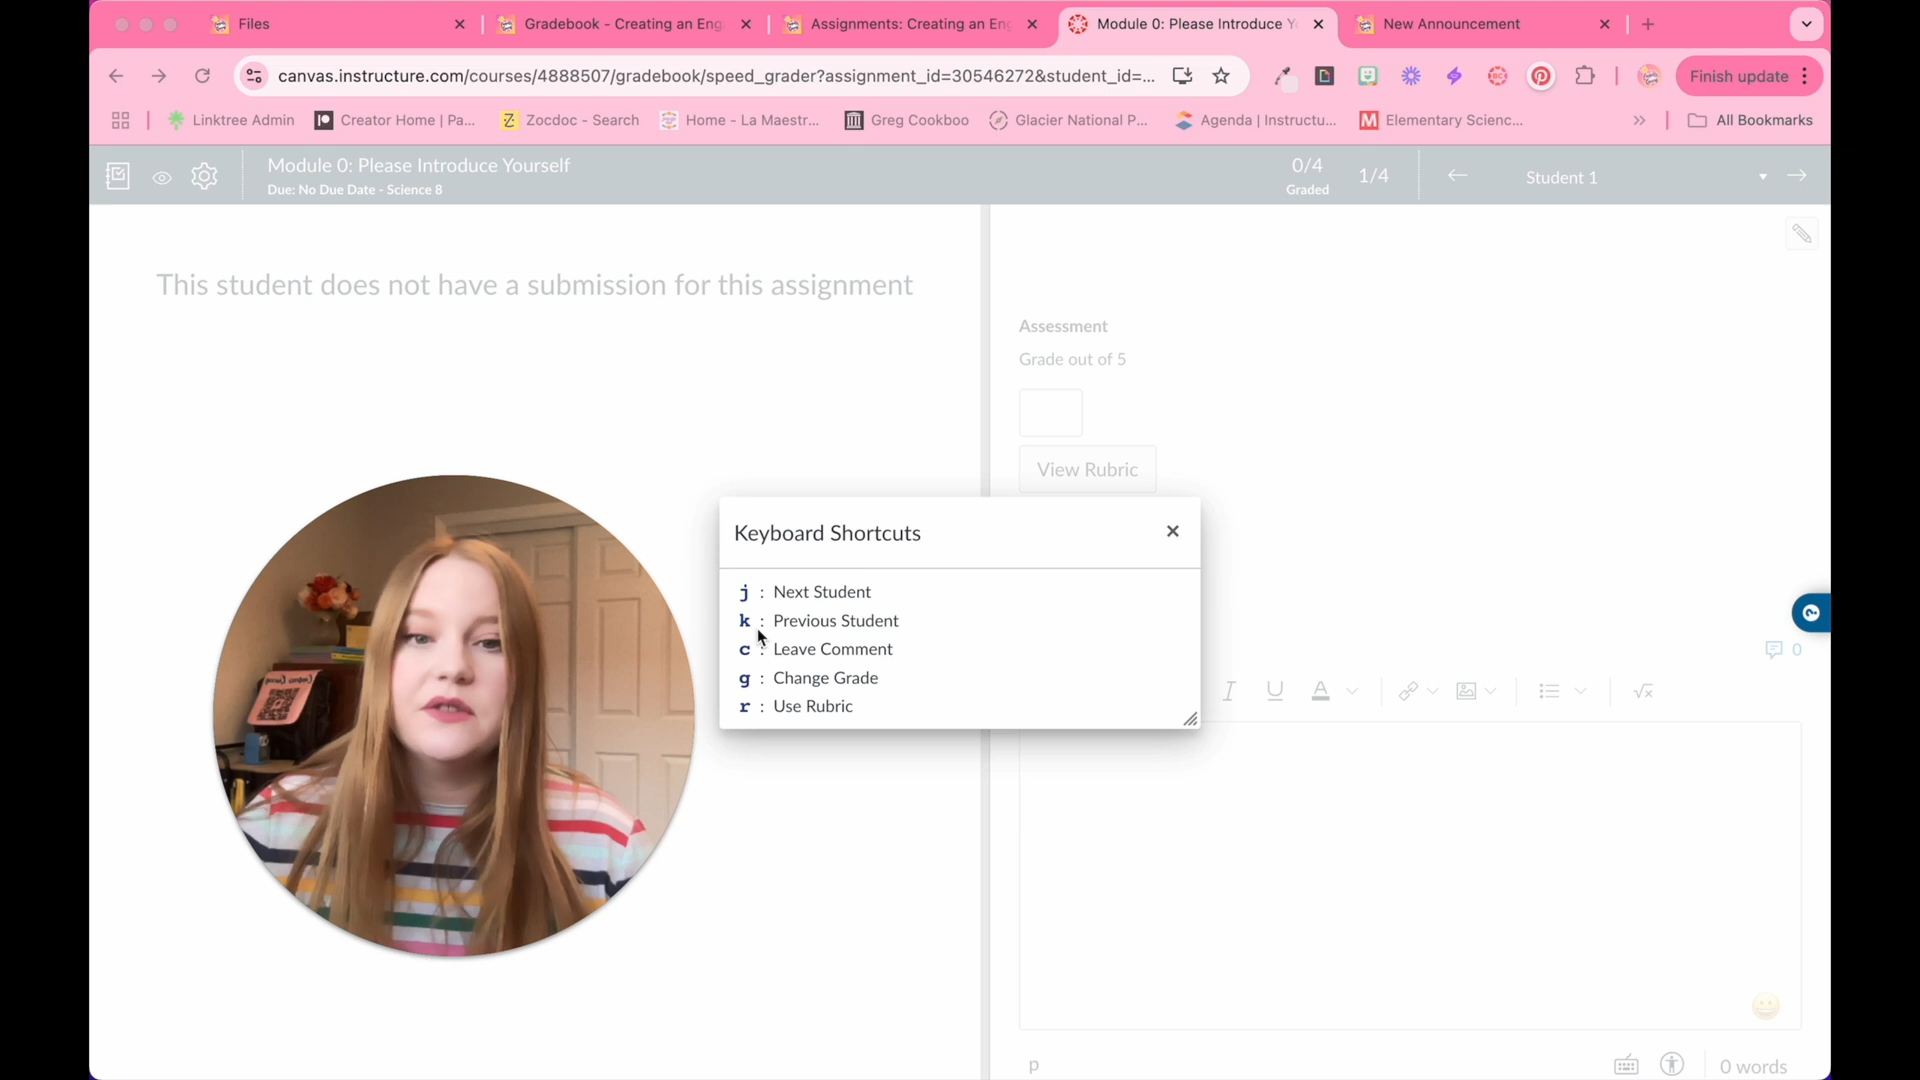 Files
Gradebook - Creating an Eng
Assignments: Creating an Eng
Module 0: Please Introduce Y
New Announcement
canvas.instructure.com/courses/4888507/gradebook/speed_grader?assignment_id=30546272&student_id=...
Finish update
Linktree Admin
Creator Home | Pa...
Zocdoc - Search
Home - La Maestr...
Greg Cookboo
Glacier National P...
Agenda | Instructu...
Elementary Scienc...
All Bookmarks
Module 0: Please Introduce Yourself
Due: No Due Date - Science 8
0/4
Graded
1/4
Student 1
This student does not have a submission for this assignment
Assessment
Grade out of 5
View Rubric
Keyboard Shortcuts
j : Next Student
k : Previous Student
c : Leave Comment
g : Change Grade
r : Use Rubric
0
p
0 words